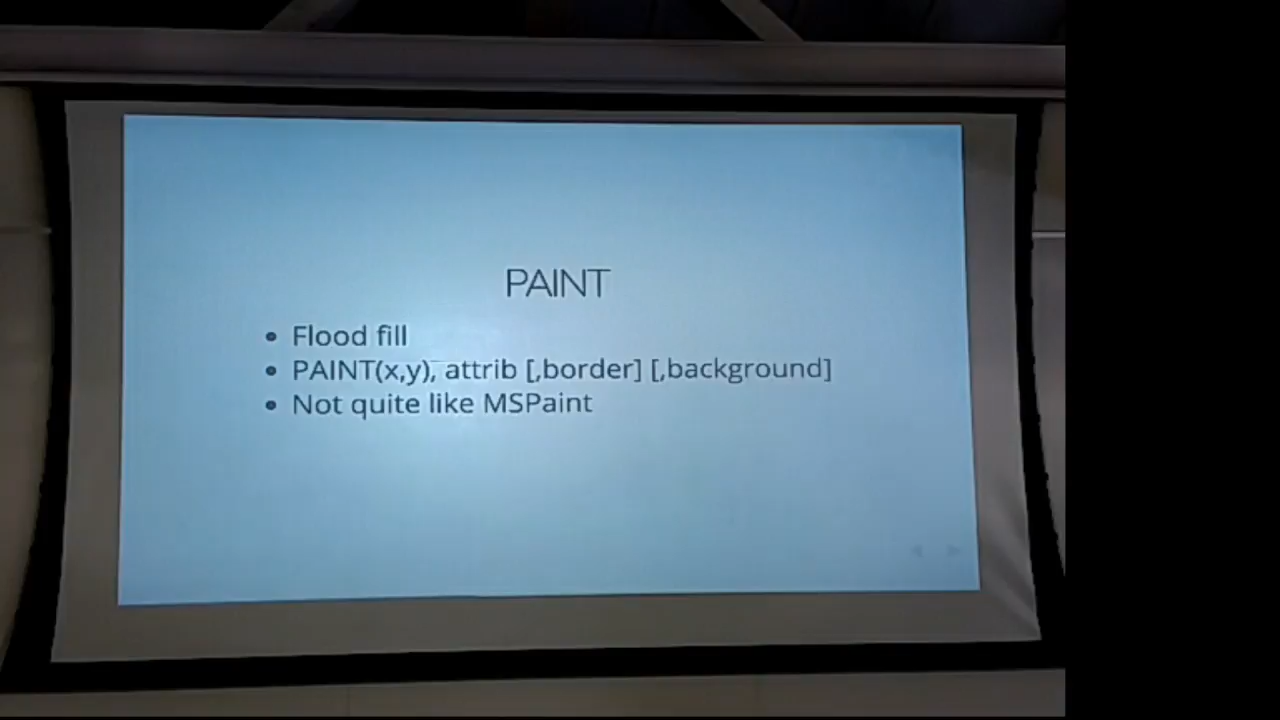 PAINT
Flood fill
PAINT(x,y), attrib [,border] [,background]
Not quite like MSPaint